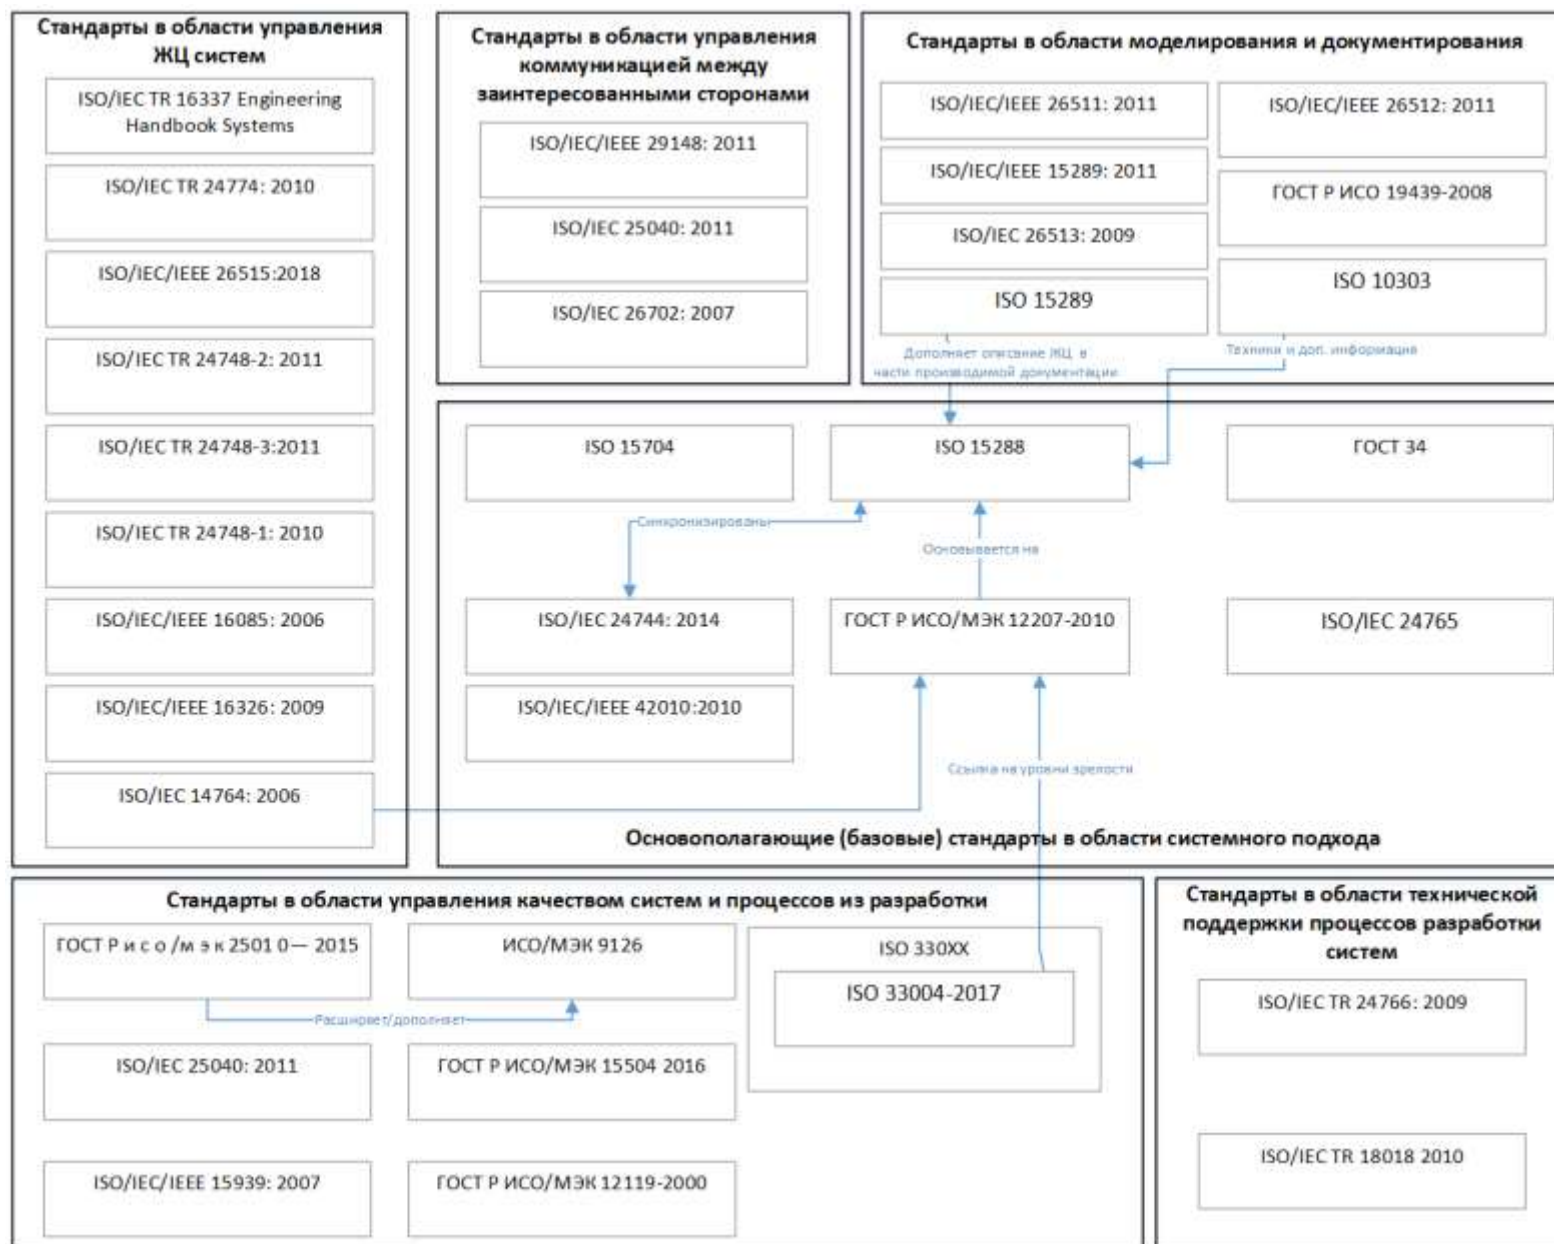 Стандарты в области управления
ЖЦ систем
ISO/IEC TR 16337 Engineering
Handbook Systems
ISO/IEC TR 24774: 2010
ISO/IEC/IEEE 26515:2018
ISO/IEC TR 24748-2: 2011
ISO/IEC TR 24748-3:2011
ISO/IEC TR 24748-1: 2010
ISO/IEC/IEEE 16085: 2006
ISO/IEC/IEEE 16326: 2009
ISO/IEC 14764: 2006
Стандарты в области управления
коммуникацией между
заинтересованными сторонами
ISO/IEC/IEEE 29148: 2011
ISO/IEC 25040: 2011
ISO/IEC 26702: 2007
Стандарты в области моделирования и документирования
ISO/IEC/IEEE 26511: 2011
ISO/IEC/IEEE 15289: 2011
ISO/IEC 26513: 2009
ISO 15289
ISO/IEC/IEEE 26512: 2011
ГОСТ Р ИСО 19439-2008
ISO 10303
Дополняет описание ЖЦ в
части производимой документации
Техники и доп. информация
ISO 15704
ISO 15288
ГОСТ 34
Синхронизированы
Основывается на
ISO/IEC 24744: 2014
ГОСТ Р ИСО/МЭК 12207-2010
ISO/IEC 24765
ISO/IEC/IEEE 42010:2010
Ссылка на уровни зрелости
Основополагающие (базовые) стандарты в области системного подхода
Стандарты в области управления качеством систем и процессов из разработки
ГОСТ Р и с о /м э к 2501 0— 2015
ИСО/МЭК 9126
ISO 330XX
ISO 33004-2017
Расширяет/дополняет
ISO/IEC 25040: 2011
ГОСТ Р ИСО/МЭК 15504 2016
ISO/IEC/IEEE 15939: 2007
ГОСТ Р ИСО/МЭК 12119-2000
Стандарты в области технической
поддержки процессов разработки
систем
ISO/IEC TR 24766: 2009
ISO/IEC TR 18018 2010